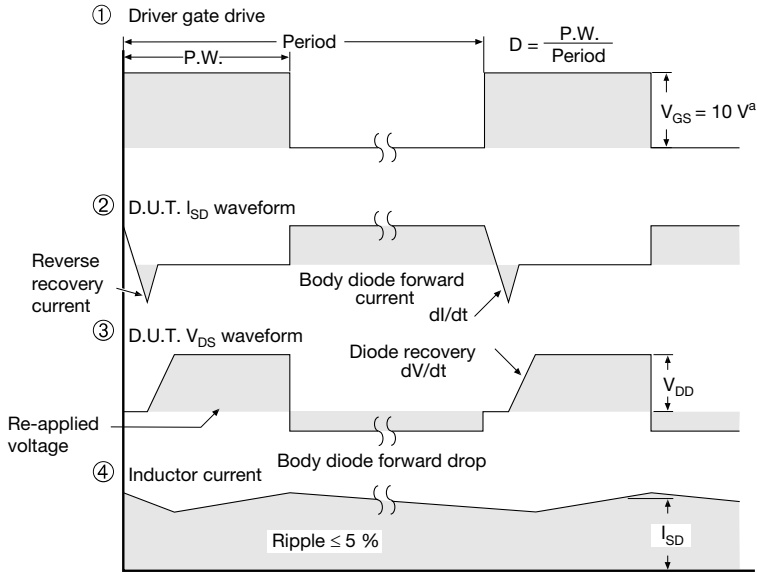 ① Driver gate drive
Period
P.W.
D = P.W. / Period
V_GS = 10 V^a
② D.U.T. I_SD waveform
Reverse
recovery
current
Body diode forward
current
dI/dt
③ D.U.T. V_DS waveform
Diode recovery
dV/dt
V_DD
Re-applied
voltage
Body diode forward drop
④ Inductor current
Ripple ≤ 5 %
I_SD